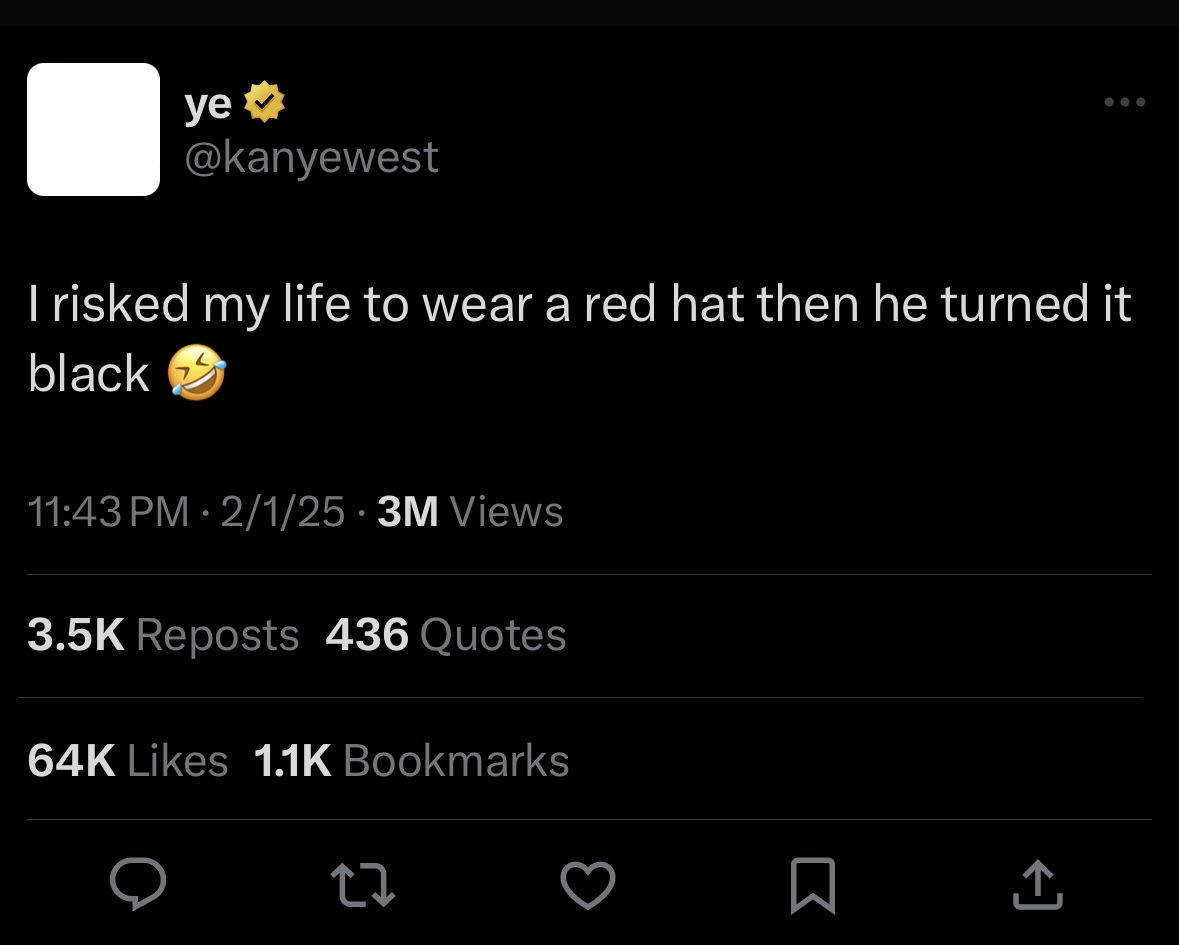 ye
@kanyewest
I risked my life to wear a red hat then he turned it
black 🤣
11:43 PM · 2/1/25 · 3M Views
3.5K Reposts 436 Quotes
64K Likes 1.1K Bookmarks